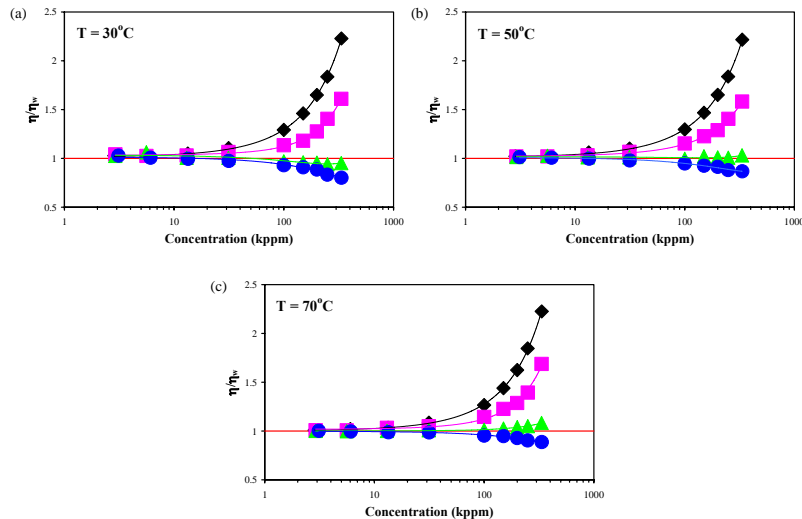 (a)
T = 30°C
2.5
2
1.5
1
0.5
η/ηw
1 10 100 1000
Concentration (kppm)
(b)
T = 50°C
2.5
2
1.5
1
0.5
η/ηw
1 10 100 1000
Concentration (kppm)
(c)
T = 70°C
2.5
2
1.5
1
0.5
η/ηw
1 10 100 1000
Concentration (kppm)